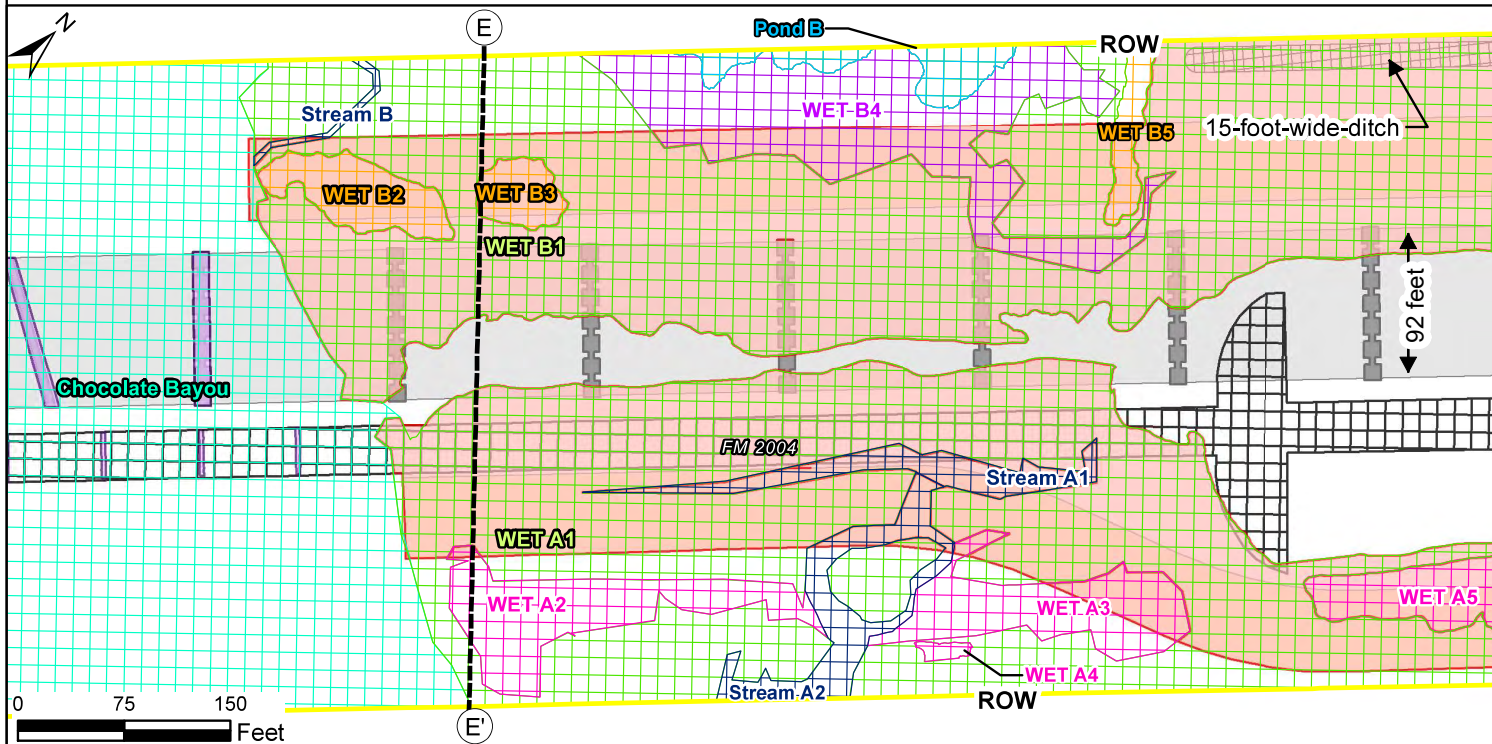 N
E
Pond B
ROW
Stream B
WET B4
15-foot-wide-ditch
WET B5
WET B2
WET B3
WET B1
92 feet
Chocolate Bayou
FM 2004
Stream A1
WET A1
WET A2
WET A3
WET A5
WET A4
Stream A2
ROW
0 75 150
Feet
E'